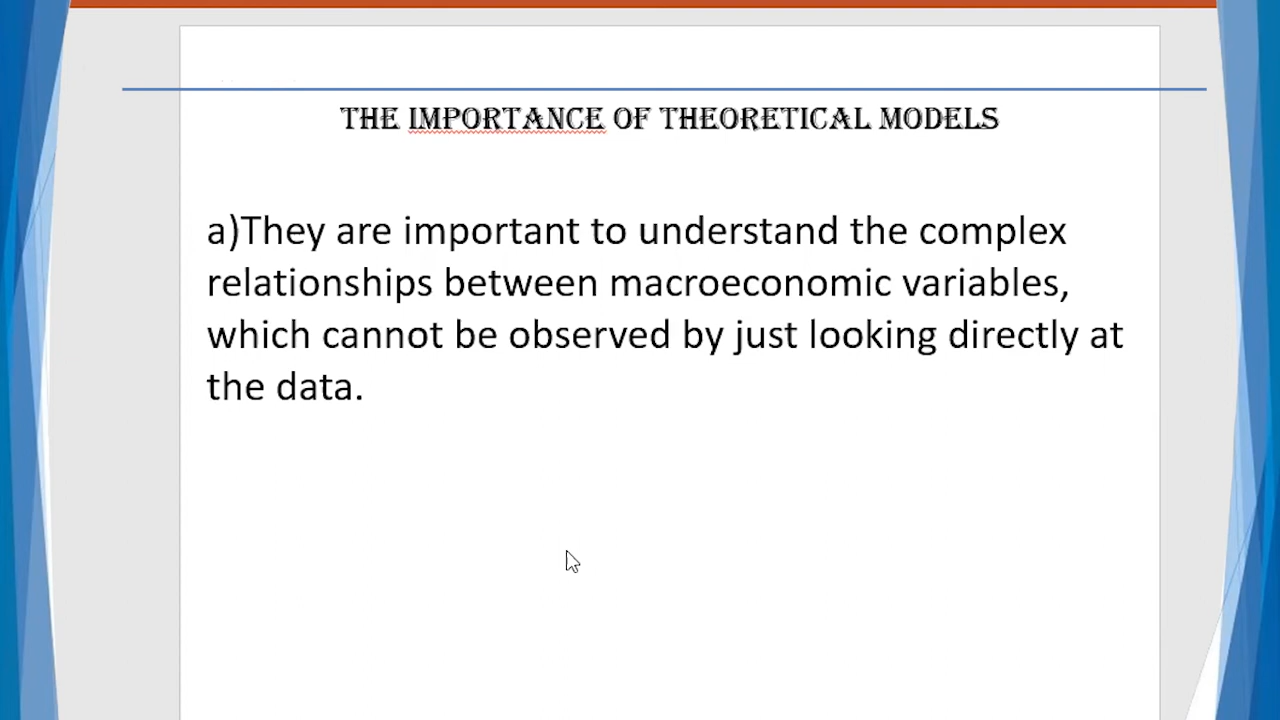 THE IMPORTANCE OF THEORETICAL MODELS
a)They are important to understand the complex
relationships between macroeconomic variables,
which cannot be observed by just looking directly at
the data.